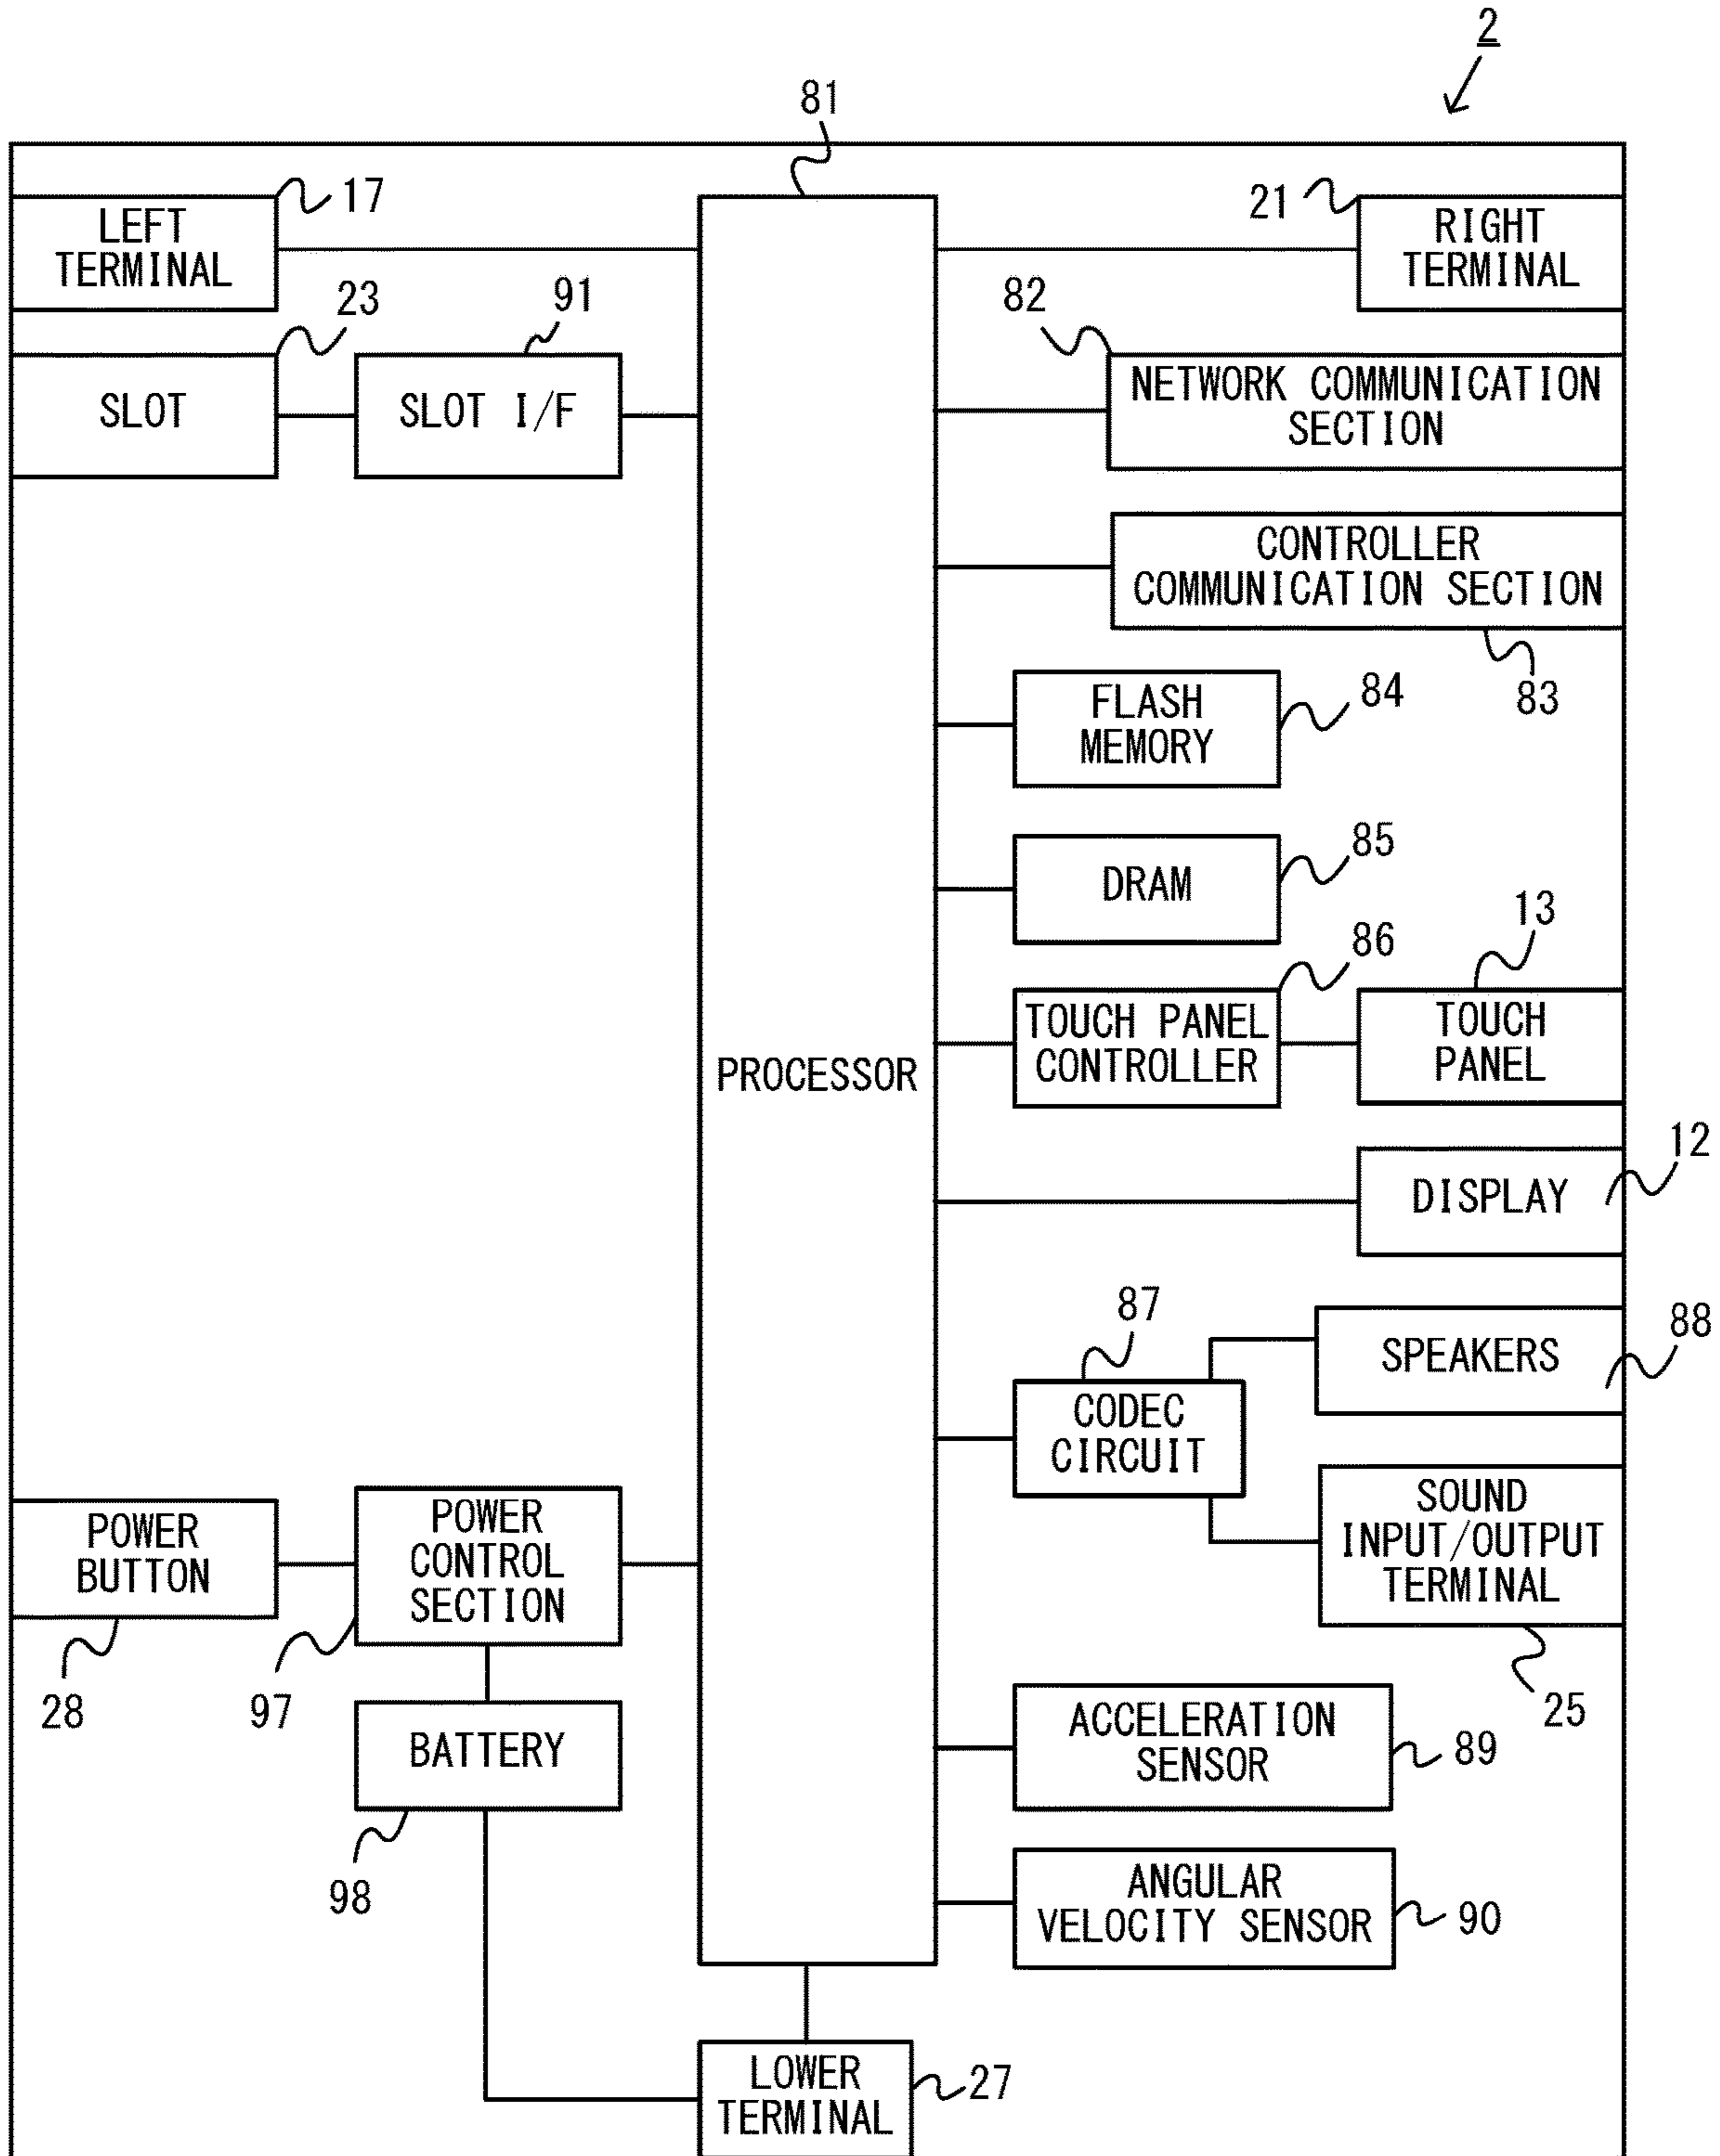 2
81
17
LEFT
TERMINAL
21
RIGHT
TERMINAL
23
91
SLOT
SLOT I/F
82
NETWORK COMMUNICATION
SECTION
CONTROLLER
COMMUNICATION SECTION
83
FLASH
MEMORY
84
DRAM
85
PROCESSOR
86
TOUCH PANEL
CONTROLLER
13
TOUCH
PANEL
DISPLAY
12
87
CODEC
CIRCUIT
SPEAKERS
88
SOUND
INPUT/OUTPUT
TERMINAL
25
POWER
BUTTON
28
POWER
CONTROL
SECTION
97
BATTERY
98
ACCELERATION
SENSOR
89
ANGULAR
VELOCITY SENSOR
90
LOWER
TERMINAL
27